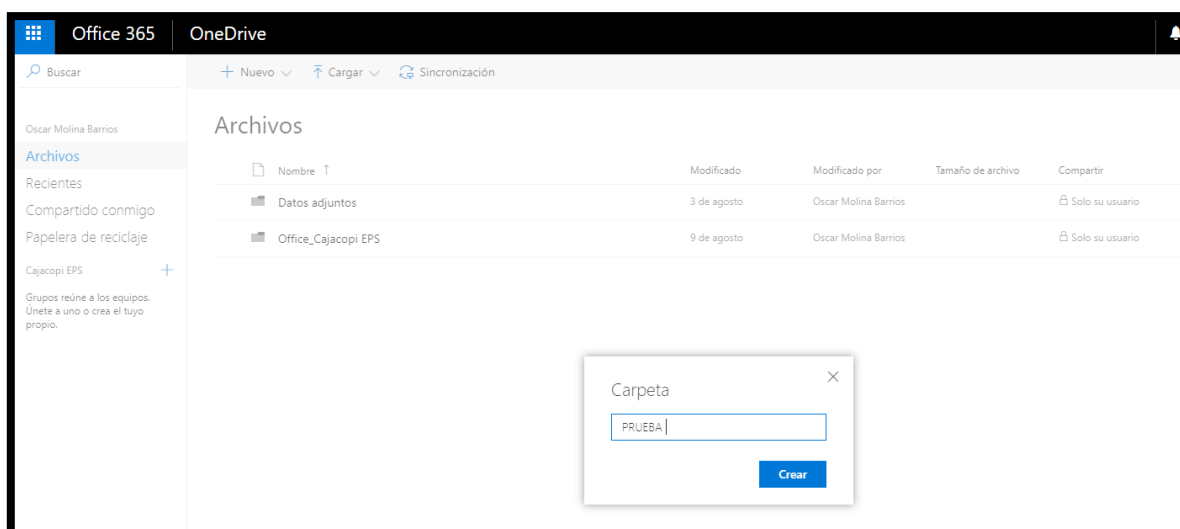 Office 365 OneDrive
Buscar
Nuevo Cargar Sincronización
Oscar Molina Barrios
Archivos
Recientes
Compartido conmigo
Papelera de reciclaje
Cajacopi EPS
Grupos reúne a los equipos.
Únete a uno o crea el tuyo
propio.
Archivos
Nombre Modificado Modificado por Tamaño de archivo Compartir
Datos adjuntos 3 de agosto Oscar Molina Barrios Solo su usuario
Office_Cajacopi EPS 9 de agosto Oscar Molina Barrios Solo su usuario
Carpeta
PRUEBA
Crear